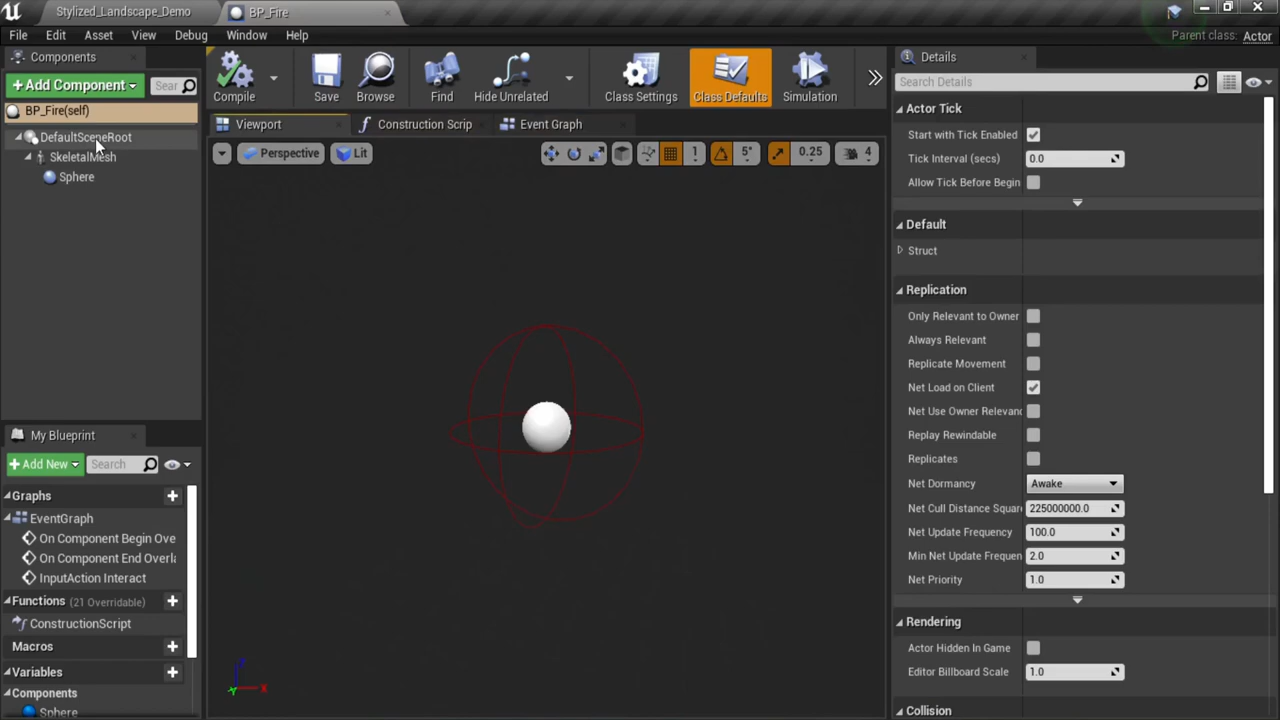 Stylized_Landscape_Demo
BP_Fire
File Edit Asset View Debug Window Help
Parent class: Actor
Components
+ Add Component
Sear
BP_Fire(self)
DefaultSceneRoot
SkeletalMesh
Sphere
Compile
Save
Browse
Find
Hide Unrelated
Class Settings
Class Defaults
Simulation
Viewport
Construction Scrip
Event Graph
Perspective
Lit
1
5°
0.25
4
X
Y
My Blueprint
+ Add New
Search
Graphs
EventGraph
On Component Begin Ove
On Component End Overla
InputAction Interact
Functions (21 Overridable)
ConstructionScript
Macros
Variables
Components
Sphere
Details
Search Details
Actor Tick
Start with Tick Enabled
Tick Interval (secs) 0.0
Allow Tick Before Begin
Default
Struct
Replication
Only Relevant to Owner
Always Relevant
Replicate Movement
Net Load on Client
Net Use Owner Relevanc
Replay Rewindable
Replicates
Net Dormancy Awake
Net Cull Distance Square 225000000.0
Net Update Frequency 100.0
Min Net Update Frequen 2.0
Net Priority 1.0
Rendering
Actor Hidden In Game
Editor Billboard Scale 1.0
Collision